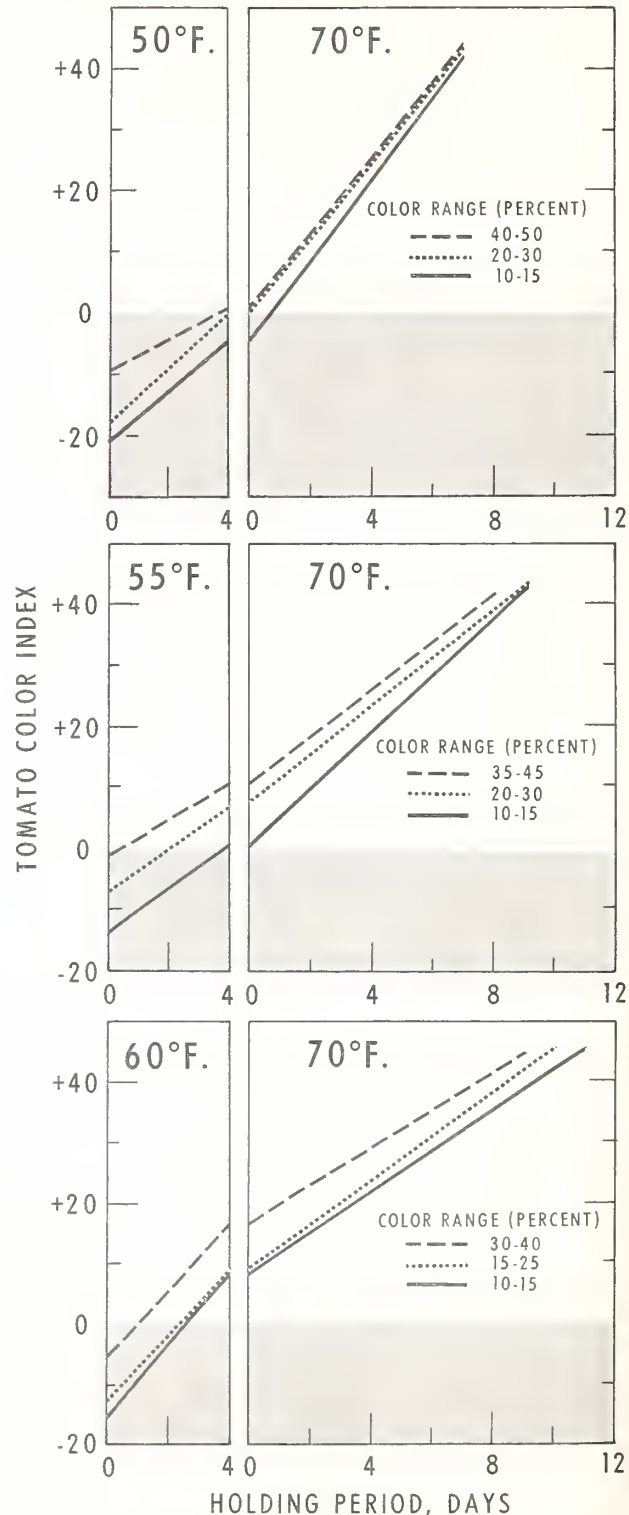 TOMATO COLOR INDEX
50°F. 70°F.
+40
+20
0
-20
COLOR RANGE (PERCENT)
40-50
20-30
10-15
0 4 0 4 8 12
55°F. 70°F.
+40
+20
0
-20
COLOR RANGE (PERCENT)
35-45
20-30
10-15
0 4 0 4 8 12
60°F. 70°F.
+40
+20
0
-20
COLOR RANGE (PERCENT)
30-40
15-25
10-15
0 4 0 4 8 12
HOLDING PERIOD, DAYS